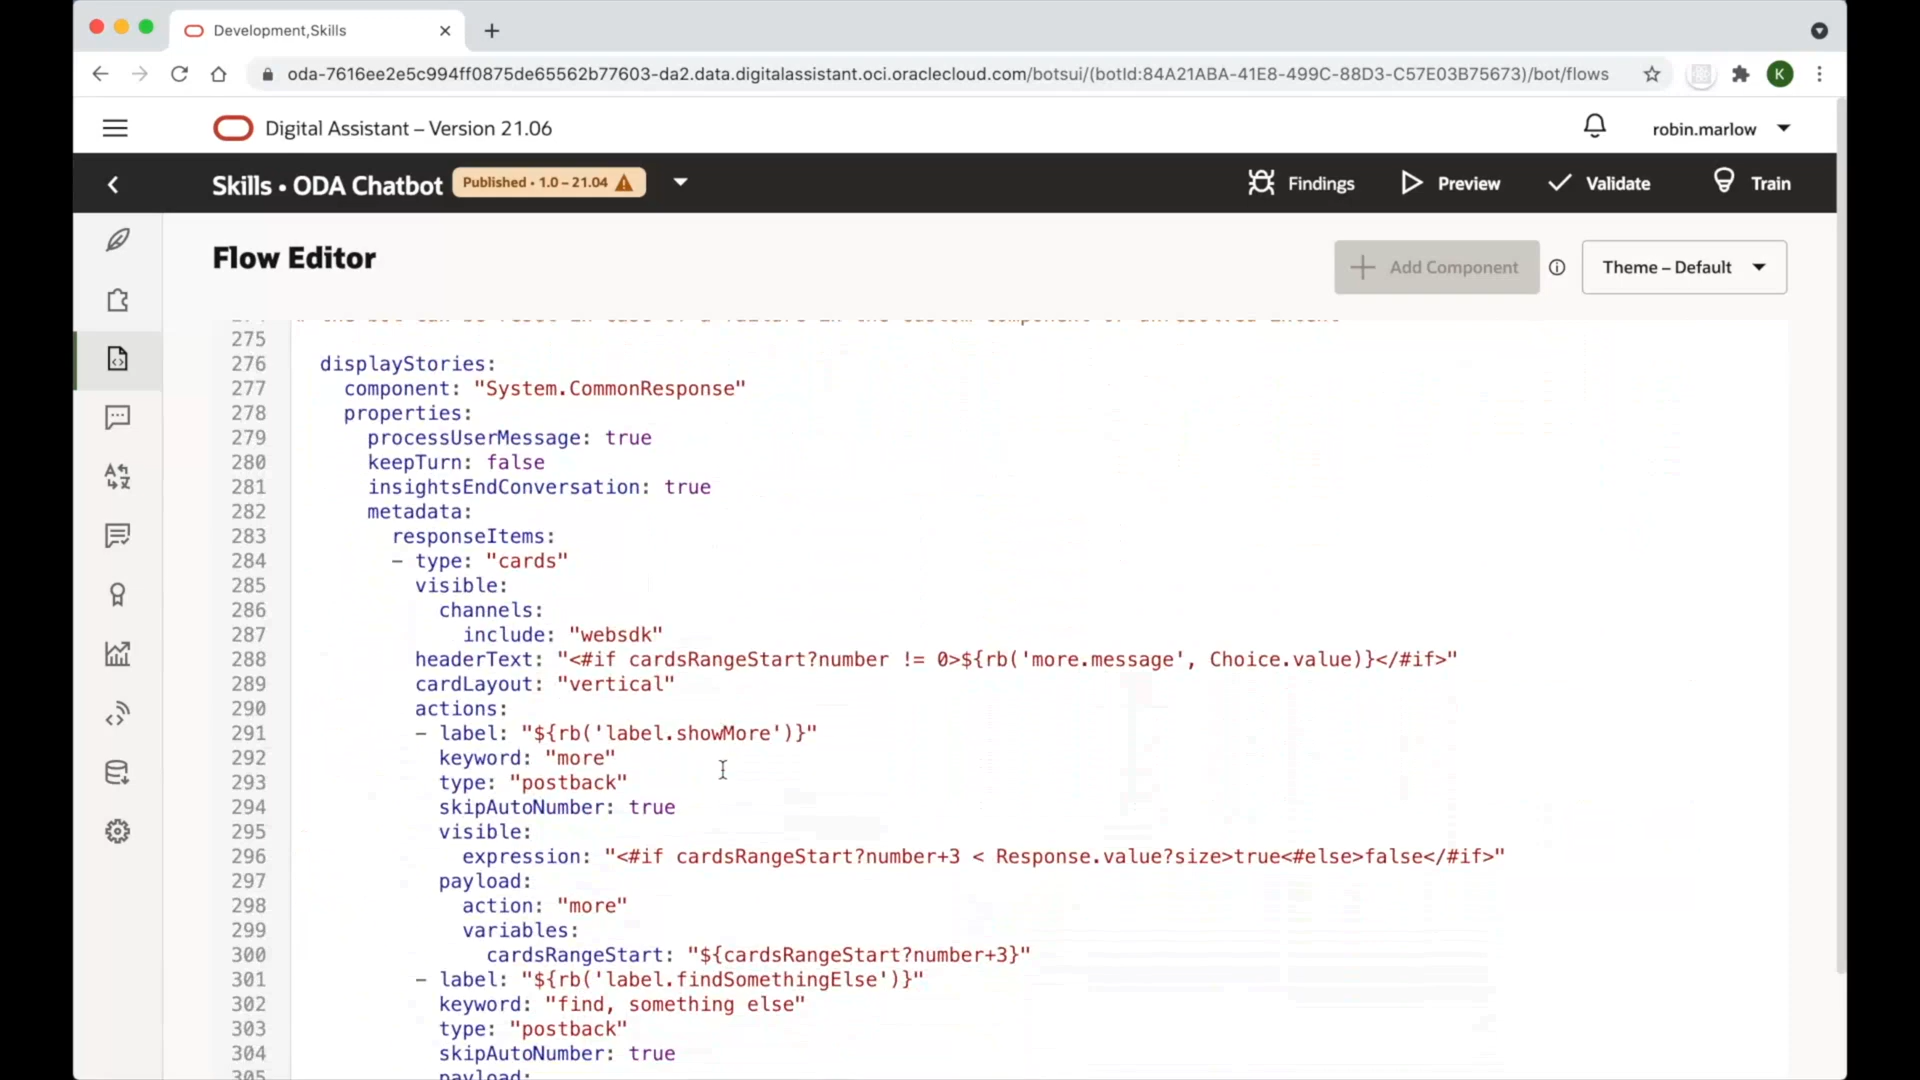 Development,Skills
oda-7616ee2e5c994ff0875de65562b77603-da2.data.digitalassistant.oci.oraclecloud.com/botsui/(botId:84A21ABA-41E8-499C-88D3-C57E03B75673)/bot/flows
K
Digital Assistant – Version 21.06
robin.marlow
Skills • ODA Chatbot
Published • 1.0 – 21.04
Findings
Preview
Validate
Train
Flow Editor
Add Component
Theme – Default
275
276 displayStories:
277 component: "System.CommonResponse"
278 properties:
279 processUserMessage: true
280 keepTurn: false
281 insightsEndConversation: true
282 metadata:
283 responseItems:
284 – type: "cards"
285 visible:
286 channels:
287 include: "websdk"
288 headerText: "<#if cardsRangeStart?number != 0>${rb('more.message', Choice.value)}</#if>"
289 cardLayout: "vertical"
290 actions:
291 – label: "${rb('label.showMore')}"
292 keyword: "more"
293 type: "postback"
294 skipAutoNumber: true
295 visible:
296 expression: "<#if cardsRangeStart?number+3 < Response.value?size>true<#else>false</#if>"
297 payload:
298 action: "more"
299 variables:
300 cardsRangeStart: "${cardsRangeStart?number+3}"
301 – label: "${rb('label.findSomethingElse')}"
302 keyword: "find, something else"
303 type: "postback"
304 skipAutoNumber: true
305 payload: